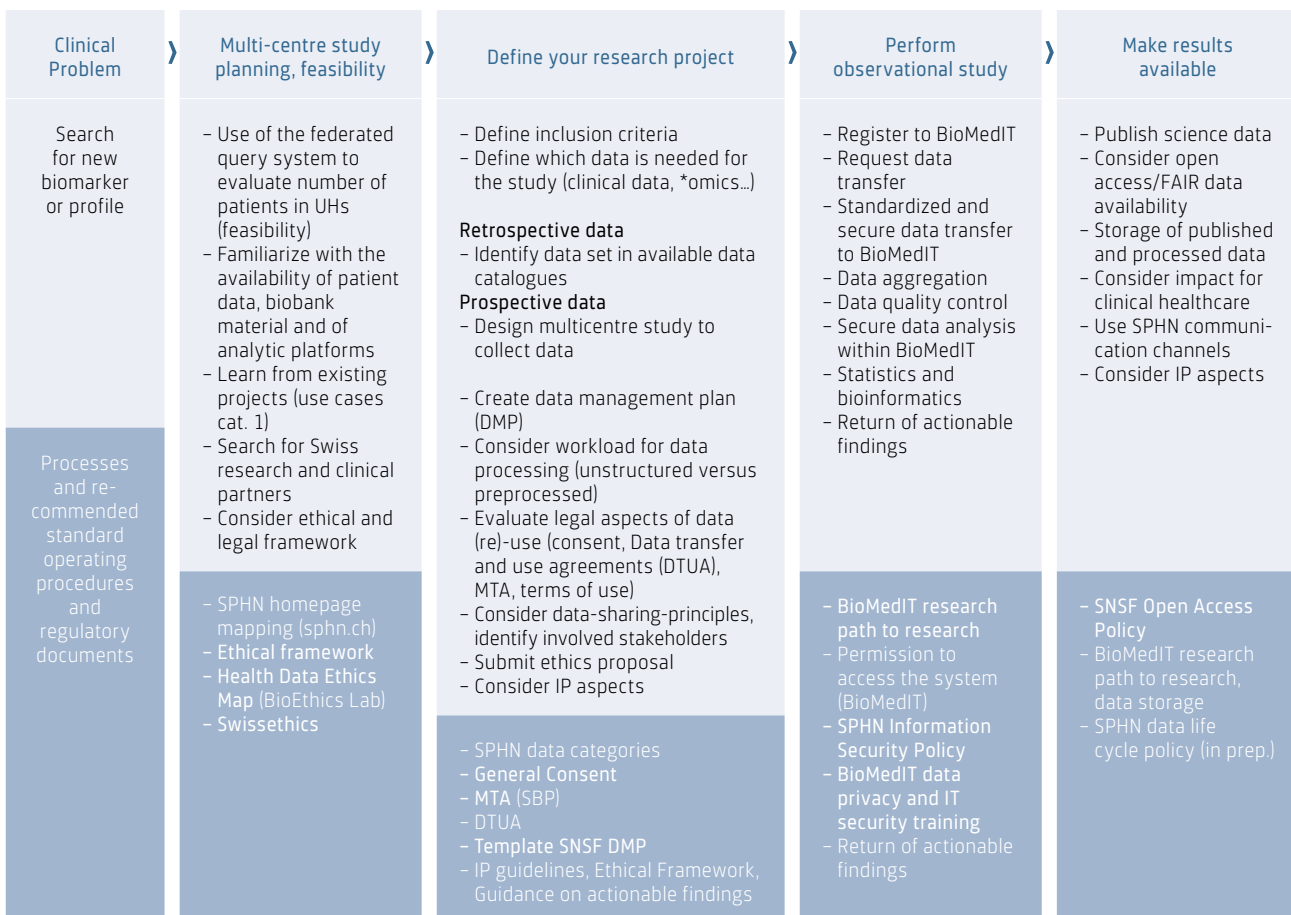 Clinical
Problem
Multi-centre study
planning, feasibility
Define your research project
Perform
observational study
Make results
available
Search
for new
biomarker
or profile
Processes
and re-
commended
standard
operating
procedures
and
regulatory
documents
– Use of the federated
query system to
evaluate number of
patients in UHs
(feasibility)
– Familiarize with the
availability of patient
data, biobank
material and of
analytic platforms
– Learn from existing
projects (use cases
cat. 1)
– Search for Swiss
research and clinical
partners
– Consider ethical and
legal framework
– SPHN homepage
mapping (sphn.ch)
– Ethical framework
– Health Data Ethics
Map (BioEthics Lab)
– Swissethics
– Define inclusion criteria
– Define which data is needed for
the study (clinical data, *omics…)
Retrospective data
– Identify data set in available data
catalogues
Prospective data
– Design multicentre study to
collect data
– Create data management plan
(DMP)
– Consider workload for data
processing (unstructured versus
preprocessed)
– Evaluate legal aspects of data
(re)-use (consent, Data transfer
and use agreements (DTUA),
MTA, terms of use)
– Consider data-sharing-principles,
identify involved stakeholders
– Submit ethics proposal
– Consider IP aspects
– SPHN data categories
– General Consent
– MTA (SBP)
– DTUA
– Template SNSF DMP
– IP guidelines, Ethical Framework,
Guidance on actionable findings
– Register to BioMedIT
– Request data
transfer
– Standardized and
secure data transfer
to BioMedIT
– Data aggregation
– Data quality control
– Secure data analysis
within BioMedIT
– Statistics and
bioinformatics
– Return of actionable
findings
– BioMedIT research
path to research
– Permission to
access the system
(BioMedIT)
– SPHN Information
Security Policy
– BioMedIT data
privacy and IT
security training
– Return of actionable
findings
– Publish science data
– Consider open
access/FAIR data
availability
– Storage of published
and processed data
– Consider impact for
clinical healthcare
– Use SPHN communi-
cation channels
– Consider IP aspects
– SNSF Open Access
Policy
– BioMedIT research
path to research,
data storage
– SPHN data life
cycle policy (in prep.)